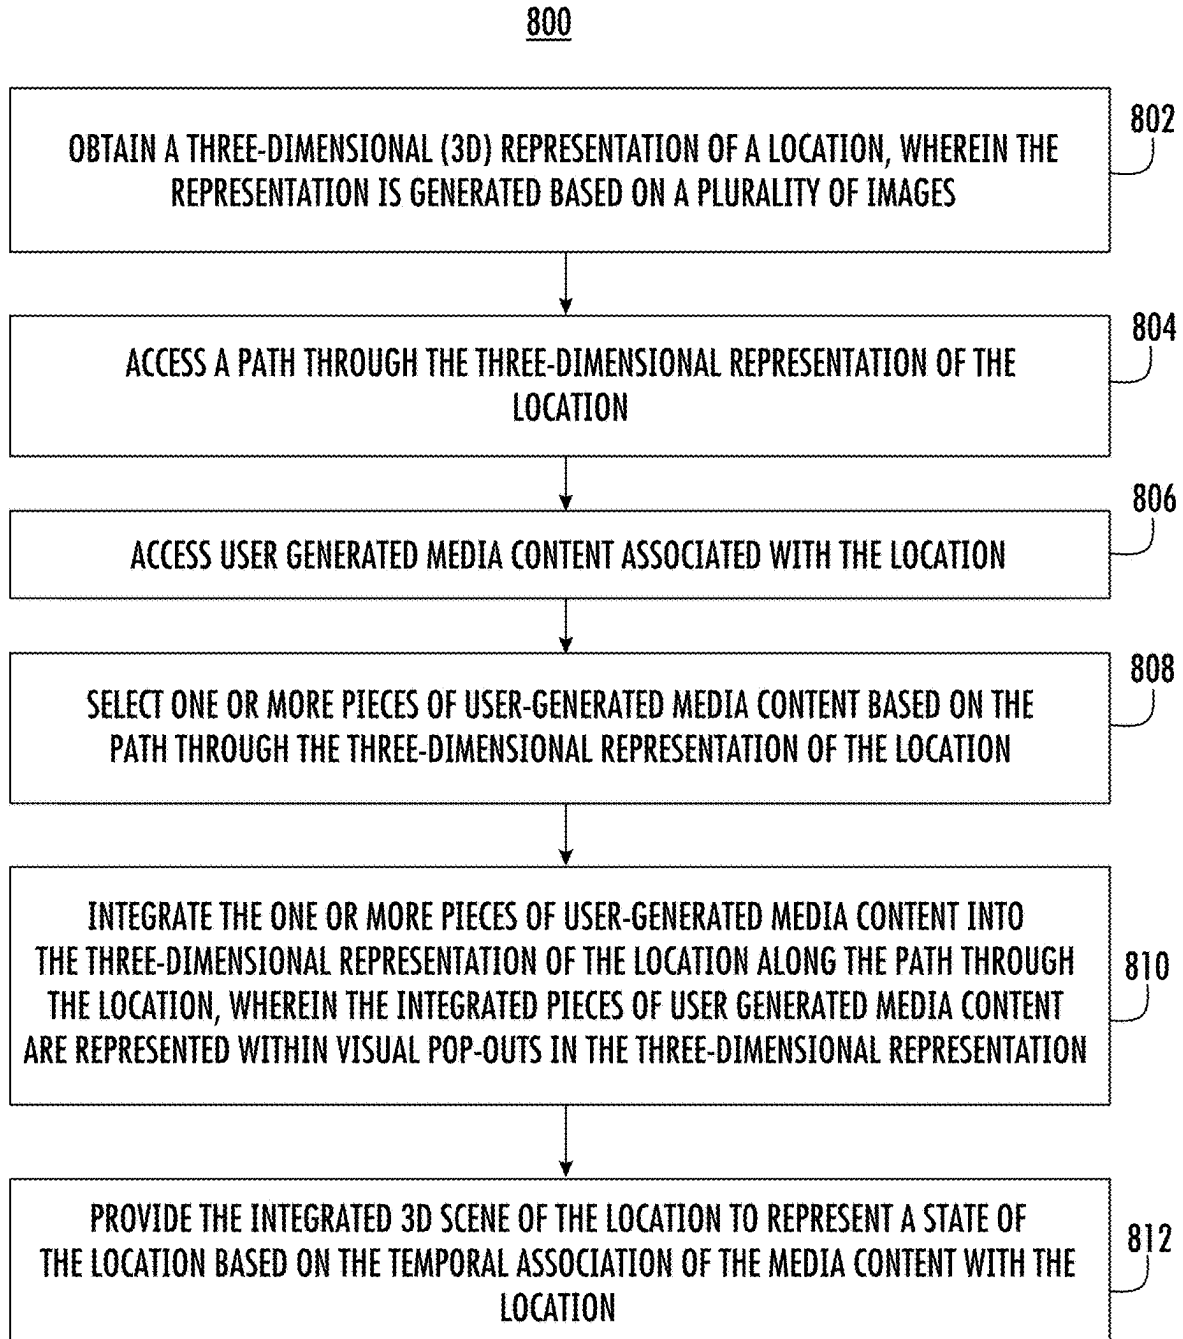 800
802
OBTAIN A THREE-DIMENSIONAL (3D) REPRESENTATION OF A LOCATION, WHEREIN THE
REPRESENTATION IS GENERATED BASED ON A PLURALITY OF IMAGES
804
ACCESS A PATH THROUGH THE THREE-DIMENSIONAL REPRESENTATION OF THE
LOCATION
806
ACCESS USER GENERATED MEDIA CONTENT ASSOCIATED WITH THE LOCATION
808
SELECT ONE OR MORE PIECES OF USER-GENERATED MEDIA CONTENT BASED ON THE
PATH THROUGH THE THREE-DIMENSIONAL REPRESENTATION OF THE LOCATION
INTEGRATE THE ONE OR MORE PIECES OF USER-GENERATED MEDIA CONTENT INTO
THE THREE-DIMENSIONAL REPRESENTATION OF THE LOCATION ALONG THE PATH THROUGH
810
THE LOCATION, WHEREIN THE INTEGRATED PIECES OF USER GENERATED MEDIA CONTENT
ARE REPRESENTED WITHIN VISUAL POP-OUTS IN THE THREE-DIMENSIONAL REPRESENTATION
PROVIDE THE INTEGRATED 3D SCENE OF THE LOCATION TO REPRESENT A STATE OF
812
THE LOCATION BASED ON THE TEMPORAL ASSOCIATION OF THE MEDIA CONTENT WITH THE
LOCATION